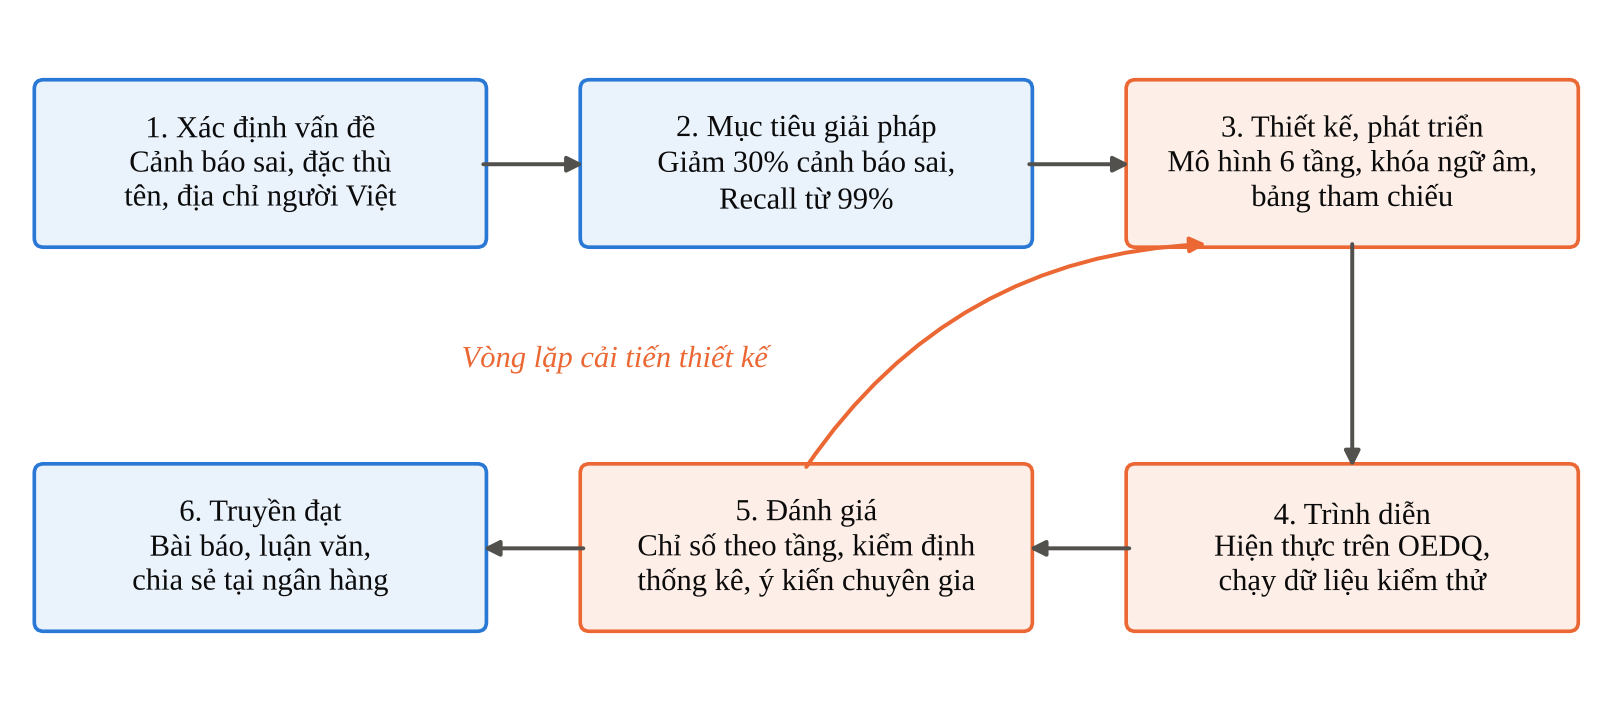 1. Xác định vấn đề
Cảnh báo sai, đặc thù
tên, địa chỉ người Việt
2. Mục tiêu giải pháp
Giảm 30% cảnh báo sai,
Recall từ 99%
3. Thiết kế, phát triển
Mô hình 6 tầng, khóa ngữ âm,
bảng tham chiếu
Vòng lặp cải tiến thiết kế
4. Trình diễn
Hiện thực trên OEDQ,
chạy dữ liệu kiểm thử
5. Đánh giá
Chỉ số theo tầng, kiểm định
thống kê, ý kiến chuyên gia
6. Truyền đạt
Bài báo, luận văn,
chia sẻ tại ngân hàng